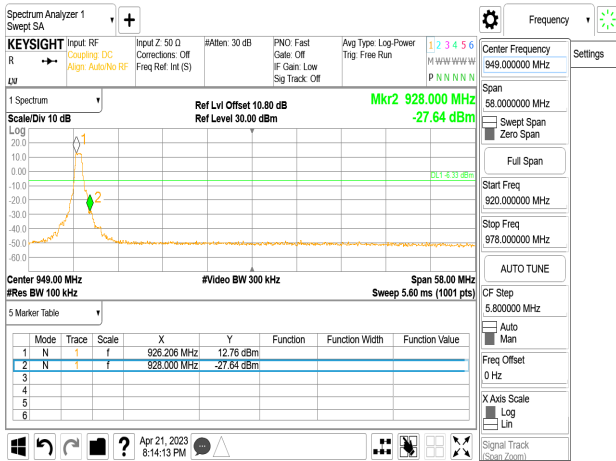 Spectrum Analyzer 1
Swept SA
Frequency
KEYSIGHT
Input: RF
Input Z: 50 Ω
#Atten: 30 dB
PNO: Fast
Avg Type: Log-Power
1 2 3 4 5 6
R
Coupling: DC
Corrections: Off
Gate: Off
Trig: Free Run
Align: Auto/No RF
Freq Ref: Int (S)
IF Gain: Low
Sig Track: Off
M W W W W W
P N N N N N
LXI
1 Spectrum
Ref Lvl Offset 10.80 dB
Mkr2 928.000 MHz
Scale/Div 10 dB
Ref Level 30.00 dBm
-27.64 dBm
Log
20.0
10.0
0.00
-10.0
-20.0
-30.0
-40.0
-50.0
-60.0
1
2
Center 949.00 MHz
#Video BW 300 kHz
Span 58.00 MHz
#Res BW 100 kHz
Sweep 5.60 ms (1001 pts)
5 Marker Table
Mode Trace Scale X Y Function Function Width Function Value
1 N 1 f 926.206 MHz 12.76 dBm
2 N 1 f 928.000 MHz -27.64 dBm
3
4
5
6
Apr 21, 2023
8:14:13 PM
Center Frequency
949.000000 MHz
Settings
Span
58.0000000 MHz
Swept Span
Zero Span
Full Span
Start Freq
920.000000 MHz
Stop Freq
978.000000 MHz
AUTO TUNE
CF Step
5.800000 MHz
Auto
Man
Freq Offset
0 Hz
X Axis Scale
Log
Lin
Signal Track
(Span Zoom)